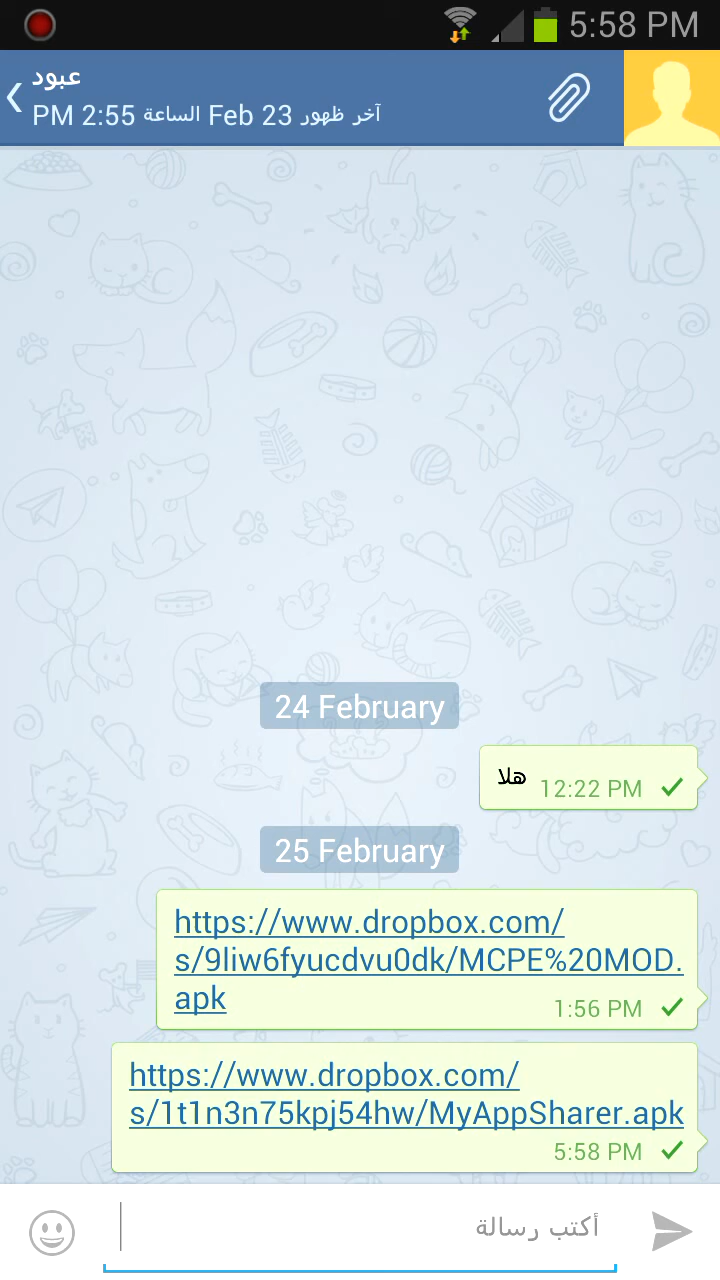 5:58 PM
عبود
آخر ظهور Feb 23 الساعة 2:55 PM
24 February
هلا
12:22 PM
25 February
https://www.dropbox.com/
s/9liw6fyucdvu0dk/MCPE%20MOD.
apk
1:56 PM
https://www.dropbox.com/
s/1t1n3n75kpj54hw/MyAppSharer.apk
5:58 PM
أكتب رسالة